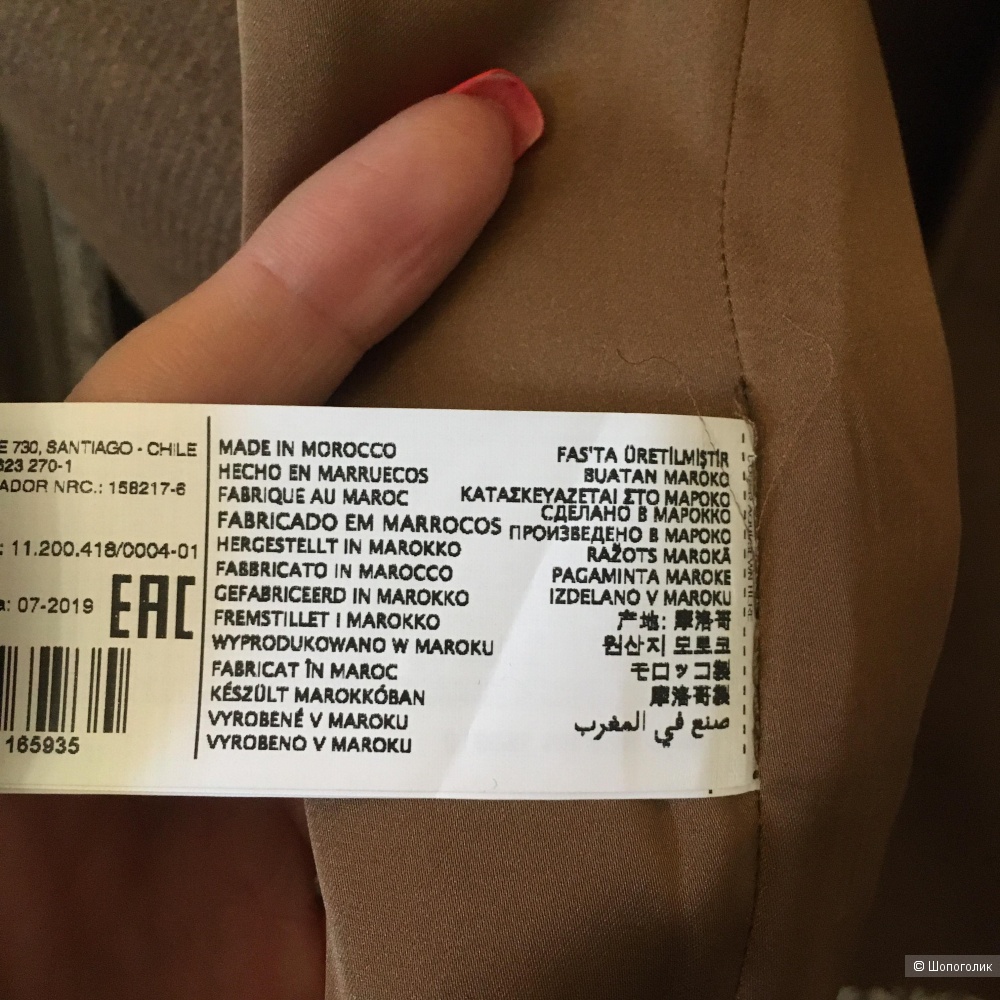 E 730, SANTIAGO - CHILE
623 270-1
ADOR NRC.: 158217-6
: 11.200.418/0004-01
a: 07-2019
EAC
165935
MADE IN MOROCCO
HECHO EN MARRUECOS
FABRIQUE AU MAROC
FABRICADO EM MARROCOS
HERGESTELLT IN MAROKKO
FABBRICATO IN MAROCCO
GEFABRICEERD IN MAROKKO
FREMSTILLET I MAROKKO
WYPRODUKOWANO W MAROKU
FABRICAT ÎN MAROC
KÉSZÜLT MAROKKÓBAN
VYROBENÉ V MAROKU
VYROBENO V MAROKU
FAS'TA ÜRETİLMİŞTİR
BUATAN MAROKO
ΚΑΤΑΣΚΕΥΑΖΕΤΑΙ ΣΤΟ ΜΑΡΟΚΟ
СДЕЛАНО В МАРОККО
ПРОИЗВЕДЕНО В МАРОКО
RAŽOTS MAROKĀ
PAGAMINTA MAROKE
IZDELANO V MAROKU
产地: 摩洛哥
원산지 모로코
モロッコ製
摩洛哥製
صنع في المغرب
© Шопоголик